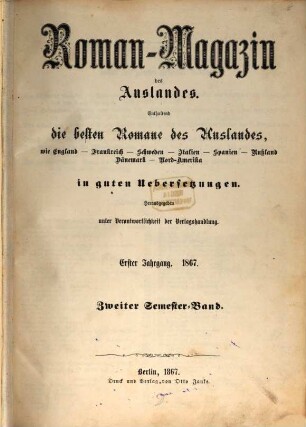 Roman-Magazin
des
Auslandes.
Enthaltend
die besten Romane des Auslandes,
wie England — Frankreich — Schweden — Italien — Spanien — Rußland
Dänemark — Nord-Amerika
in guten Uebersetzungen.
Herausgegeben
unter Verantwortlichkeit der Verlagshandlung.
Erster Jahrgang. 1867.
Zweiter Semester-Band.
Berlin, 1867.
Druck und Verlag von Otto Janke.